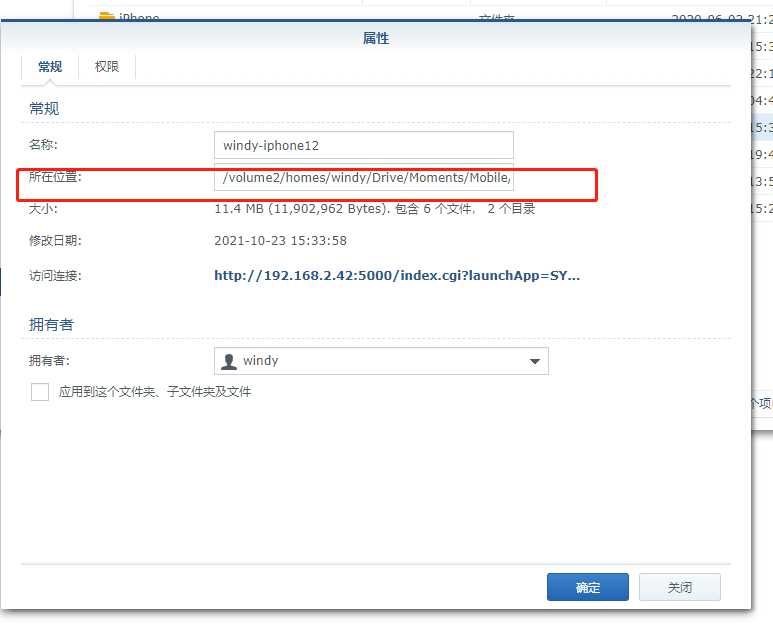 iPhone
文件夹
2020-06-02 21:2
属性
15:3
常规 权限
22:1
常规
04:4
名称: windy-iphone12
15:3
19:4
所在位置: /volume2/homes/windy/Drive/Moments/Mobile/
13:5
大小: 11.4 MB (11,902,962 Bytes). 包含 6 个文件， 2 个目录
15:2
修改日期: 2021-10-23 15:33:58
访问连接: http://192.168.2.42:5000/index.cgi?launchApp=SY...
拥有者
拥有者: windy
应用到这个文件夹、子文件夹及文件
个项
确定 关闭